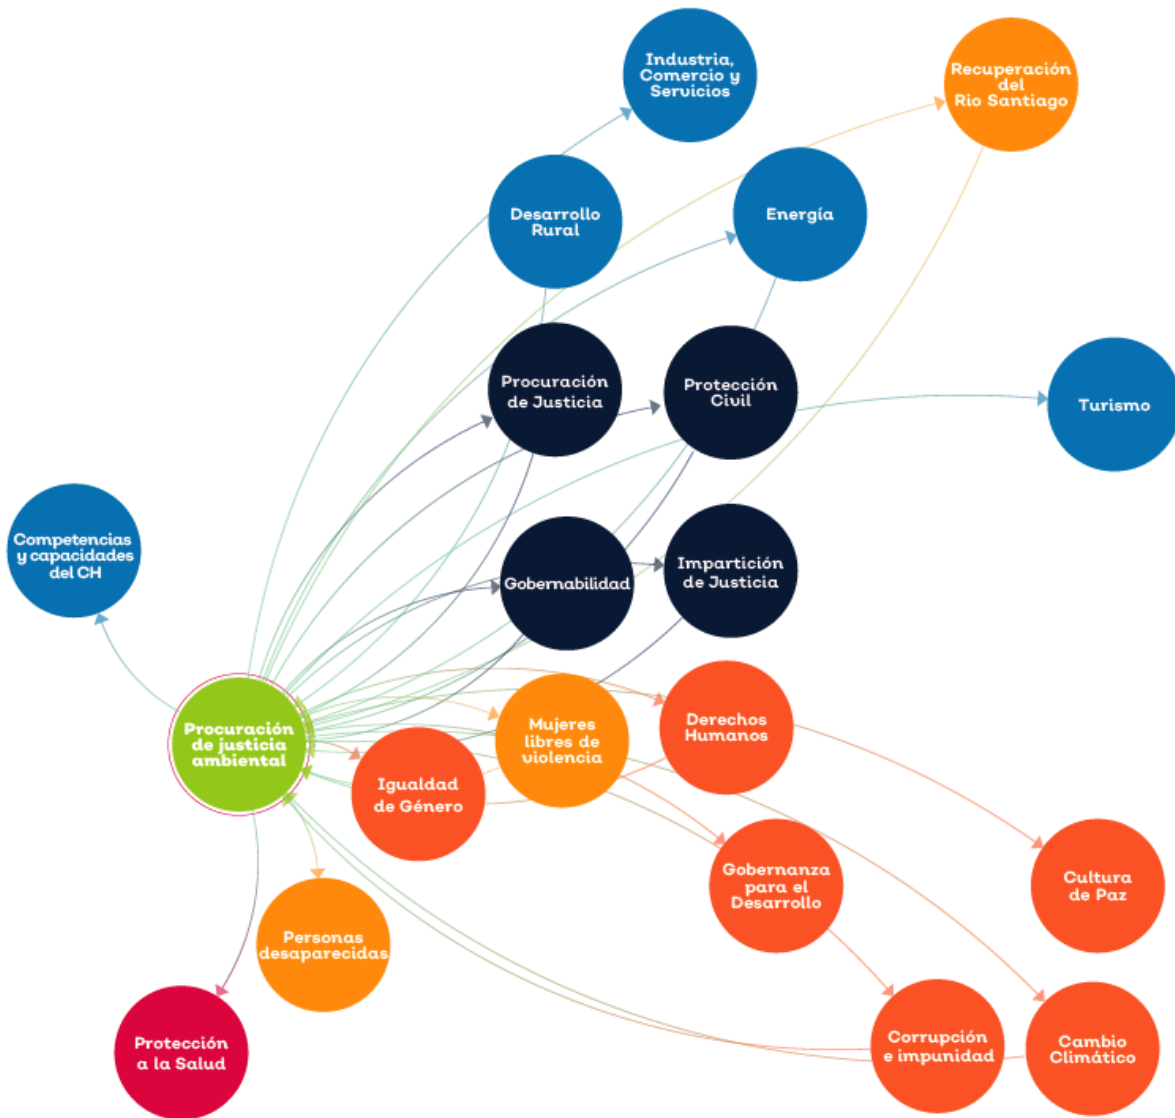 Industria,
Comercio y
Servicios
Recuperación
del
Rio Santiago
Desarrollo
Rural
Energía
Procuración
de Justicia
Protección
Civil
Turismo
Competencias
y capacidades
del CH
Gobernabilidad
Impartición
de Justicia
Procuración
de justicia
ambiental
Mujeres
libres de
violencia
Derechos
Humanos
Igualdad
de Género
Gobernanza
para el
Desarrollo
Cultura
de Paz
Personas
desaparecidas
Protección
a la Salud
Corrupción
e impunidad
Cambio
Climático